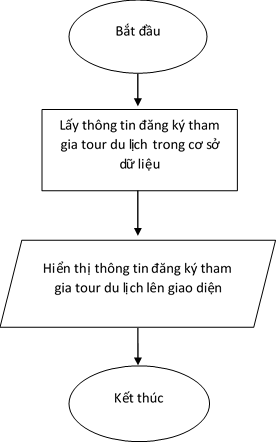 Bắt đầu
Lấy thông tin đăng ký tham
gia tour du lịch trong cơ sở
dữ liệu
Hiển thị thông tin đăng ký tham
gia tour du lịch lên giao diện
Kết thúc